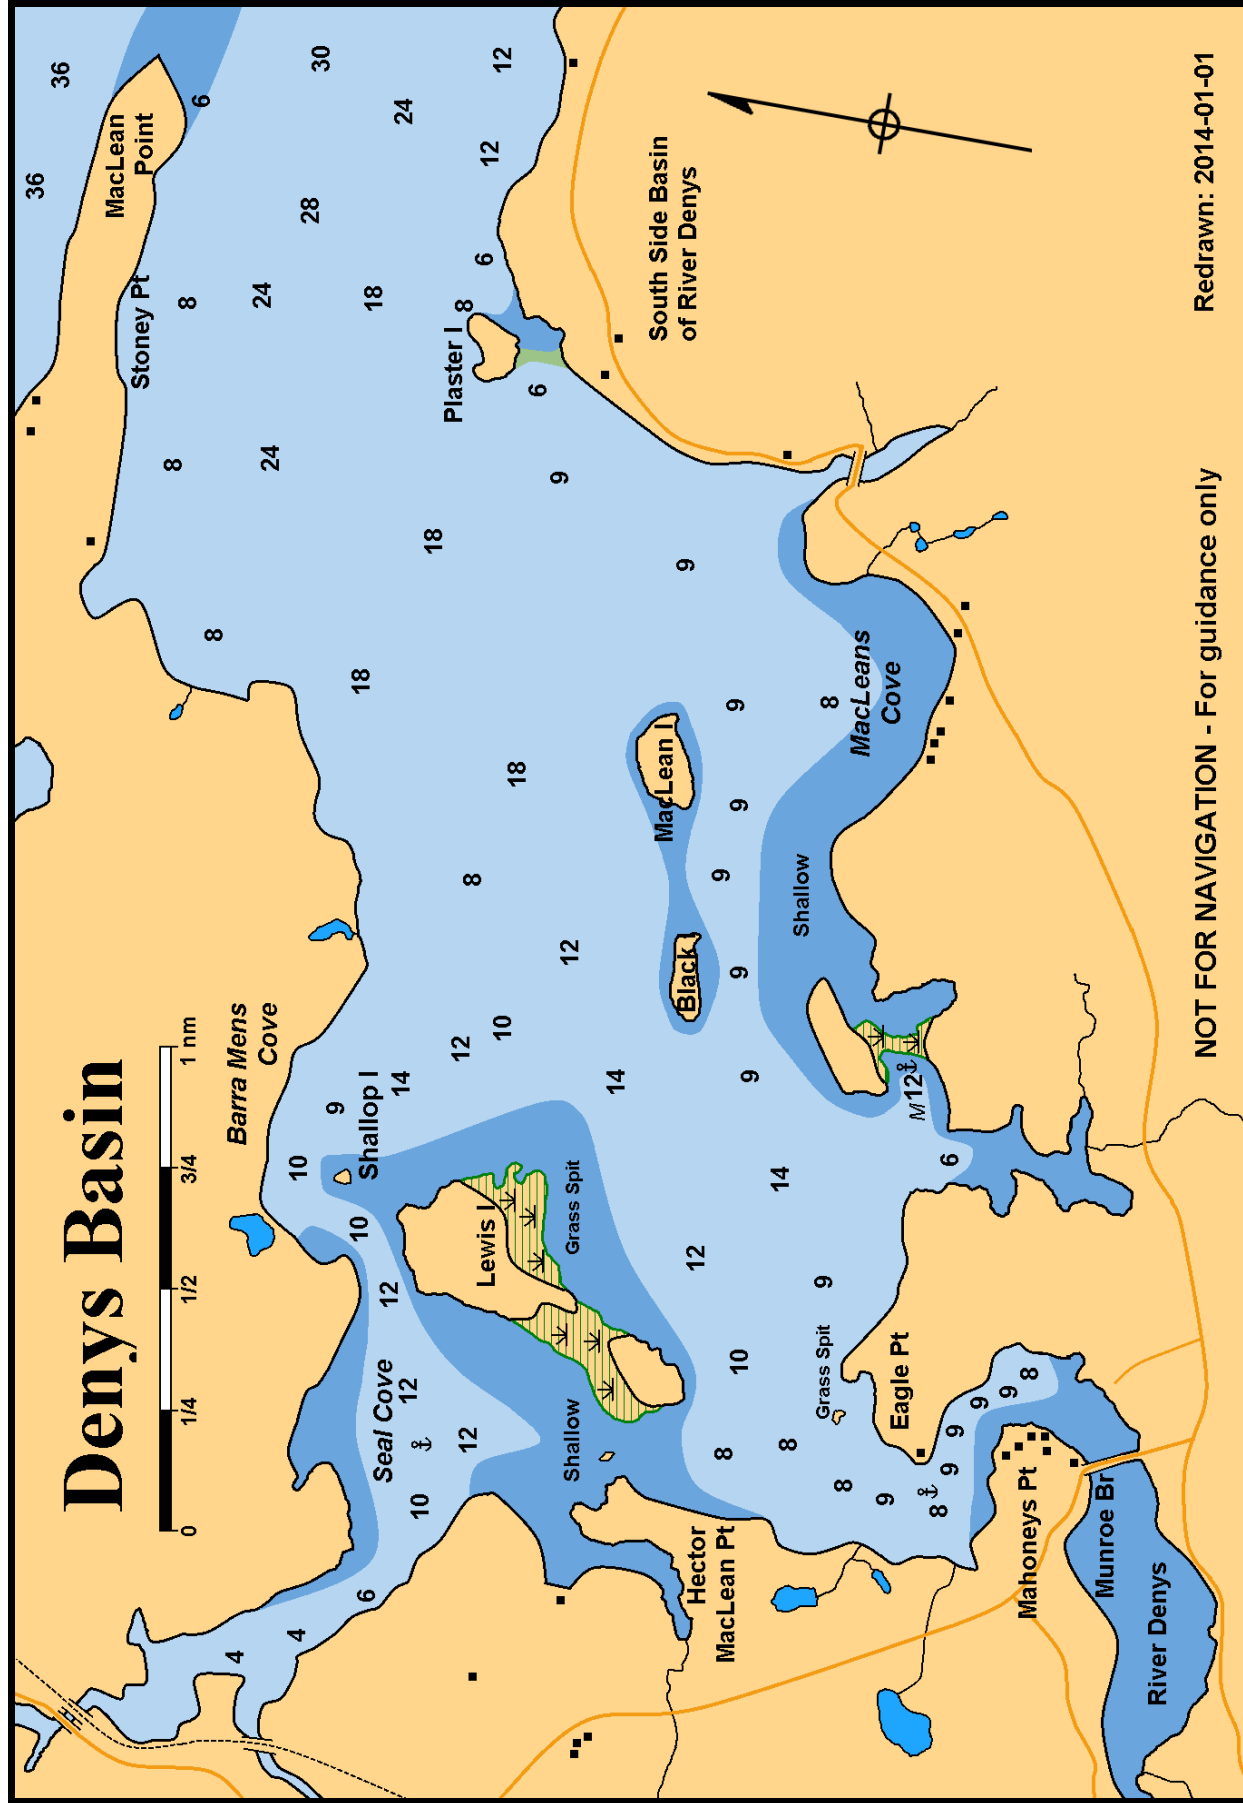 Denys Basin
36
36
MacLean
Point
0 1/4 1/2 3/4 1 nm
Stoney Pt
6
8
8
8
4
Barra Mens
Cove
24
24
4
10
28
30
9
6
10
Shallop I
18
18
Seal Cove
12
12
14
24
10
18
12
12
10
8
Plaster I
8
6
12
12
Lewis I
18
6
9
Shallow
Grass Spit
12
14
MacLean I
Black I
9
South Side Basin
of River Denys
Hector
MacLean Pt
8
10
12
9
9
9
9
9
14
8
Shallow
Grass Spit
9
8
8
MacLeans
Cove
9
Eagle Pt
M
12
8
9
9
9
9
8
6
Mahoneys Pt
Munroe Br
River Denys
NOT FOR NAVIGATION - For guidance only
Redrawn: 2014-01-01